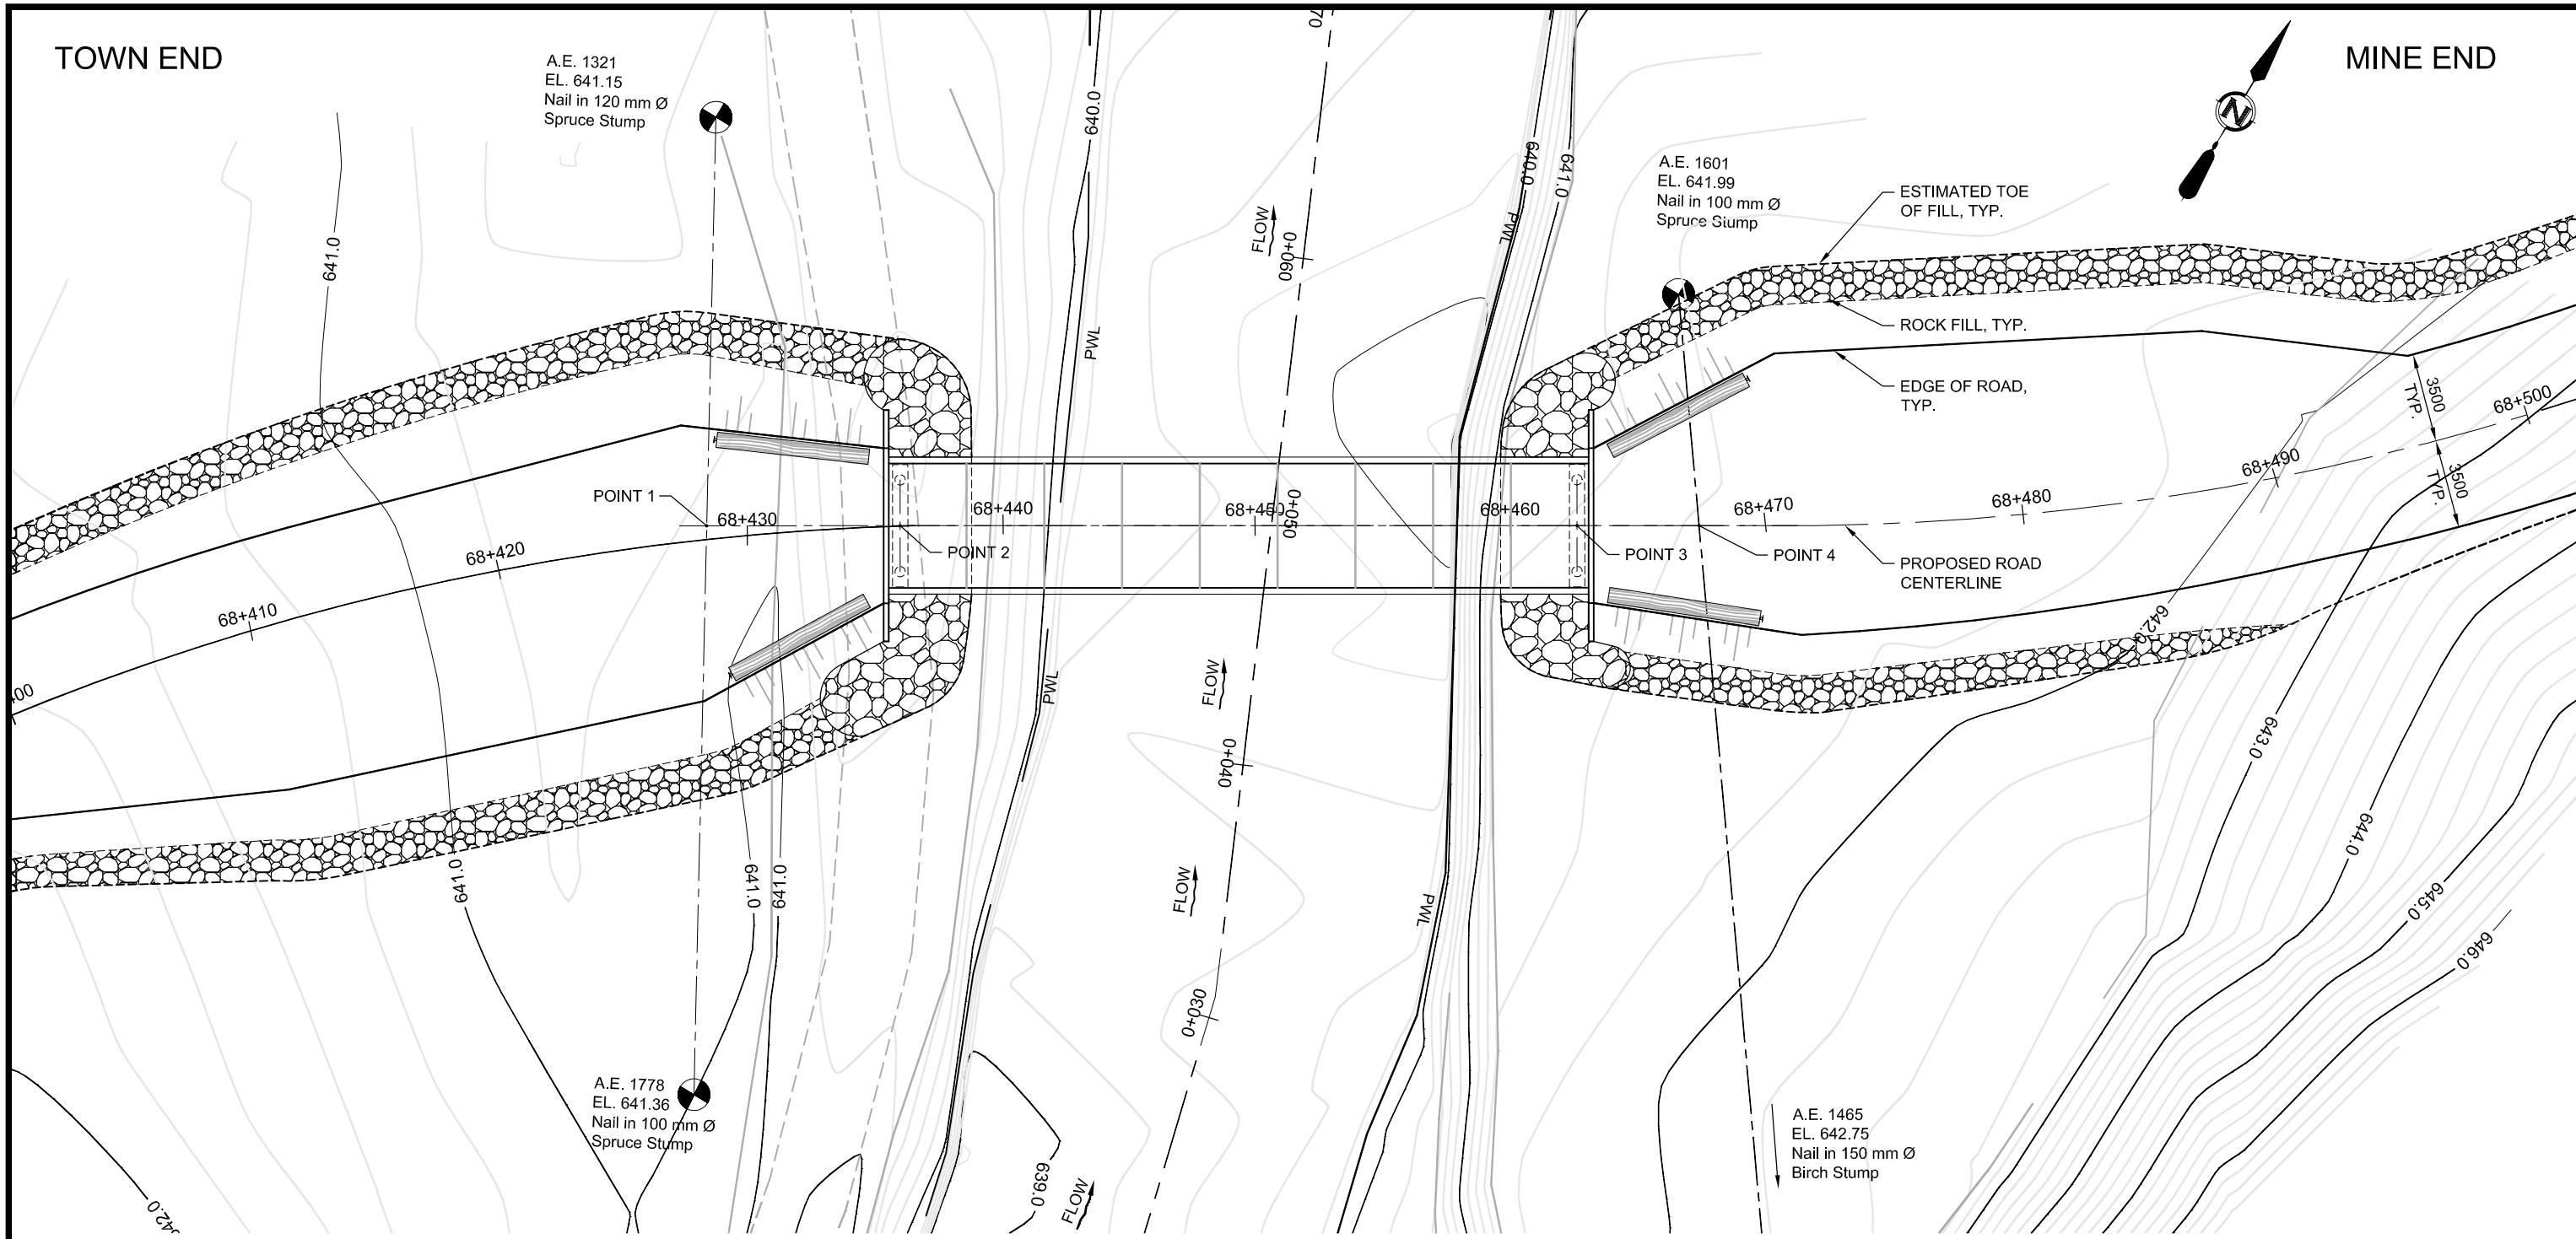 TOWN END
MINE END
A.E. 1321
EL. 641.15
Nail in 120 mm Ø
Spruce Stump
70
640.0
640.0
641.0
N
A.E. 1601
EL. 641.99
Nail in 100 mm Ø
Spruce Stump
ESTIMATED TOE
OF FILL, TYP.
641.0
FLOW
0+060
PWL
PWL
ROCK FILL, TYP.
EDGE OF ROAD,
TYP.
3500
TYP.
3500
TYP.
68+500
68+490
68+480
68+470
68+460
68+450
68+440
68+430
68+420
68+410
00
0+050
POINT 1
POINT 2
POINT 3
POINT 4
PROPOSED ROAD
CENTERLINE
642.0
FLOW
PWL
0+040
643.0
644.0
645.0
646.0
641.0
641.0
641.0
FLOW
PWL
0+030
A.E. 1778
EL. 641.36
Nail in 100 mm Ø
Spruce Stump
A.E. 1465
EL. 642.75
Nail in 150 mm Ø
Birch Stump
639.0
FLOW
42.0